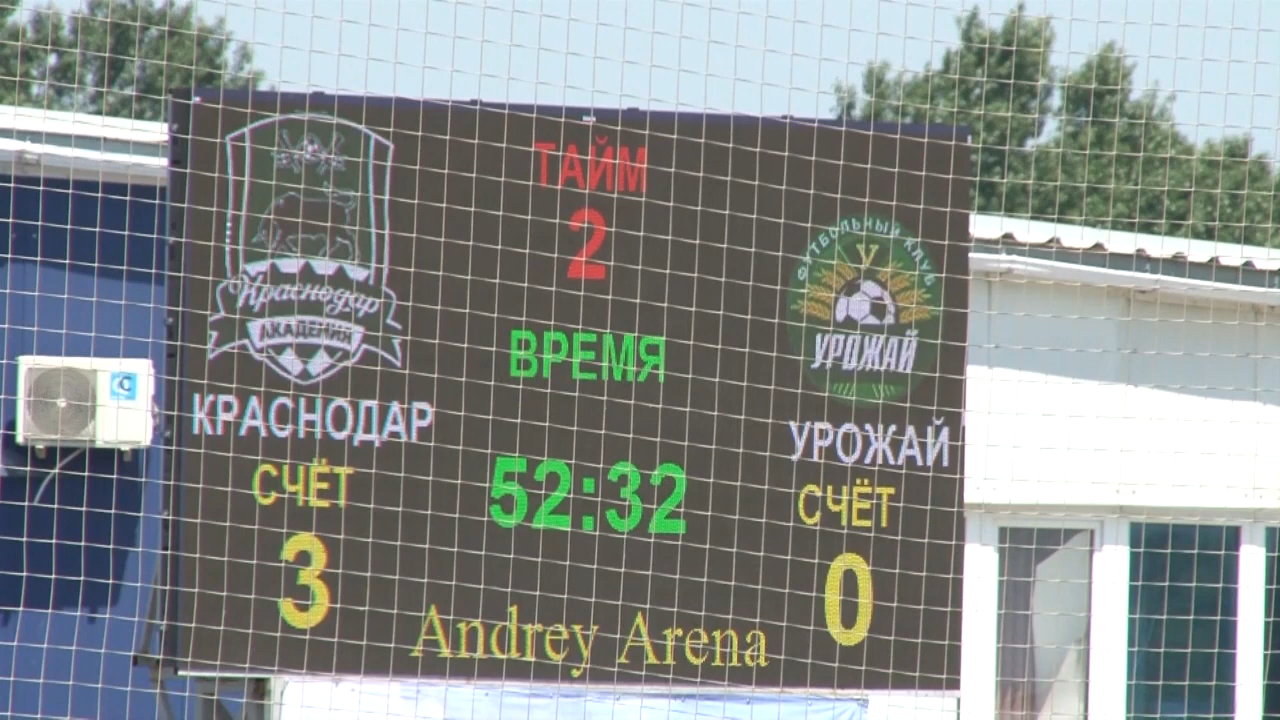 ТАЙМ
2
Краснодар
АКАДЕМИЯ
ФУТБОЛЬНЫЙ КЛУБ
У
УРОЖАЙ
ВРЕМЯ
КРАСНОДАР
УРОЖАЙ
СЧЁТ
52:32
СЧЁТ
3
0
Andrey Arena